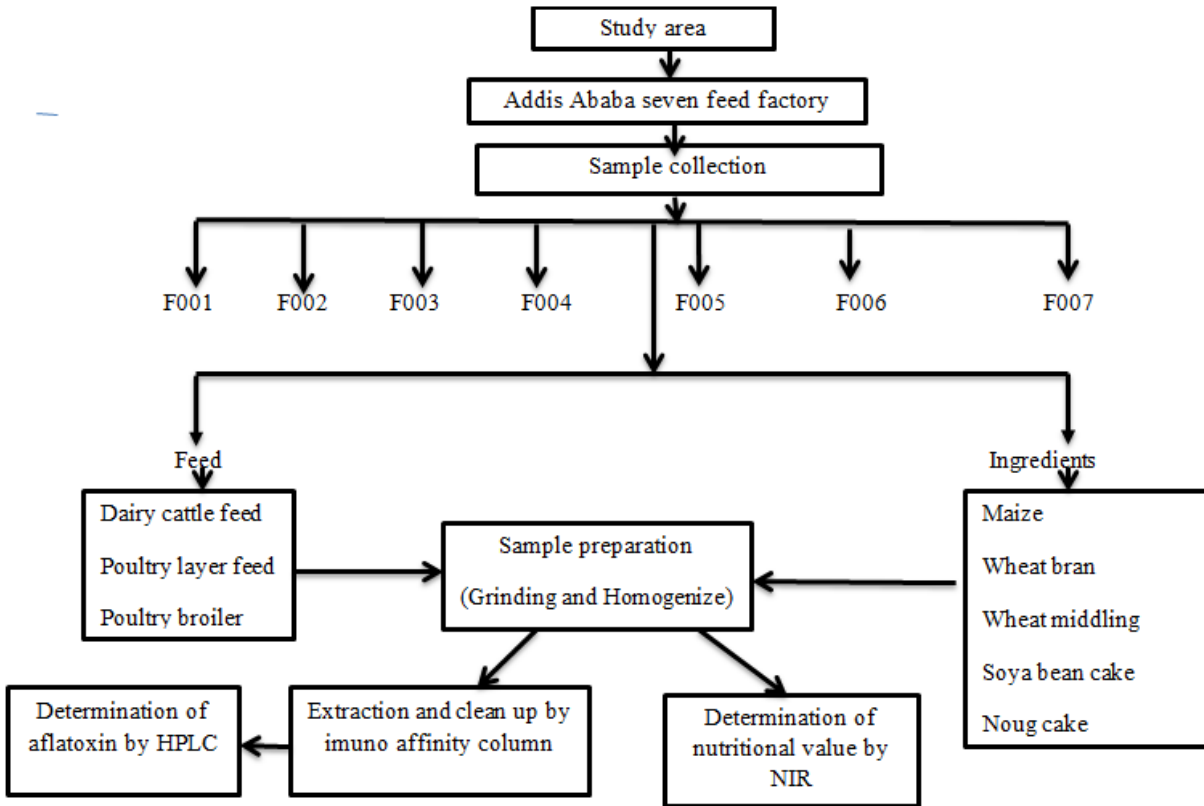 Study area
Addis Ababa seven feed factory
Sample collection
F001
F002
F003
F004
F005
F006
F007
Feed
Ingredients
Dairy cattle feed
Poultry layer feed
Poultry broiler
Sample preparation
(Grinding and Homogenize)
Maize
Wheat bran
Wheat middling
Soya bean cake
Noug cake
Determination of
aflatoxin by HPLC
Extraction and clean up by
imuno affinity column
Determination of
nutritional value by
NIR